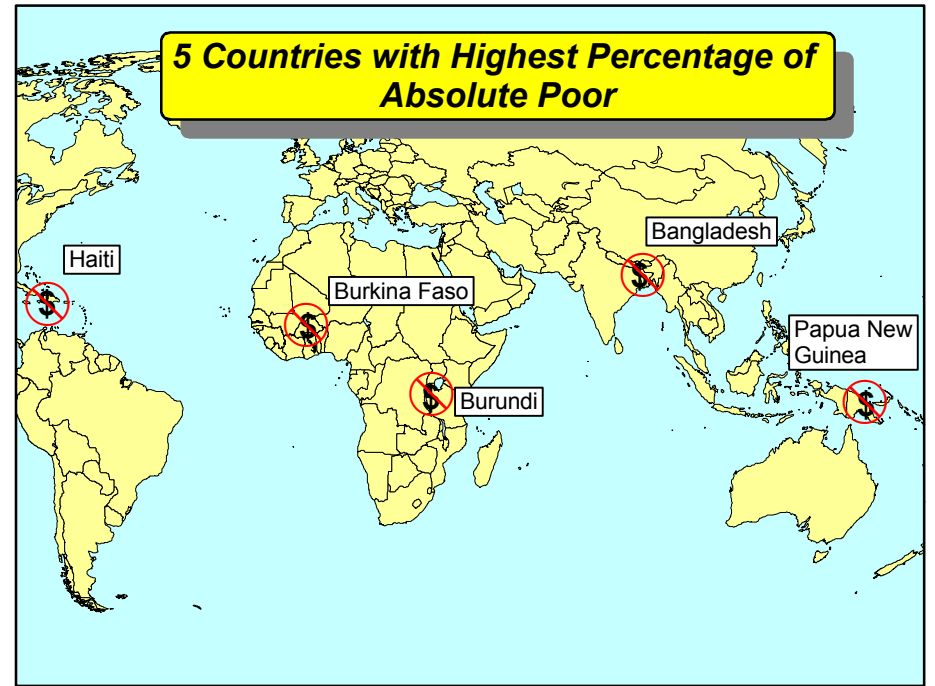 5 Countries with Highest Percentage of
Absolute Poor
Bangladesh
Haiti
Burkina Faso
Papua New
Guinea
Burundi
$
$
$
$
$